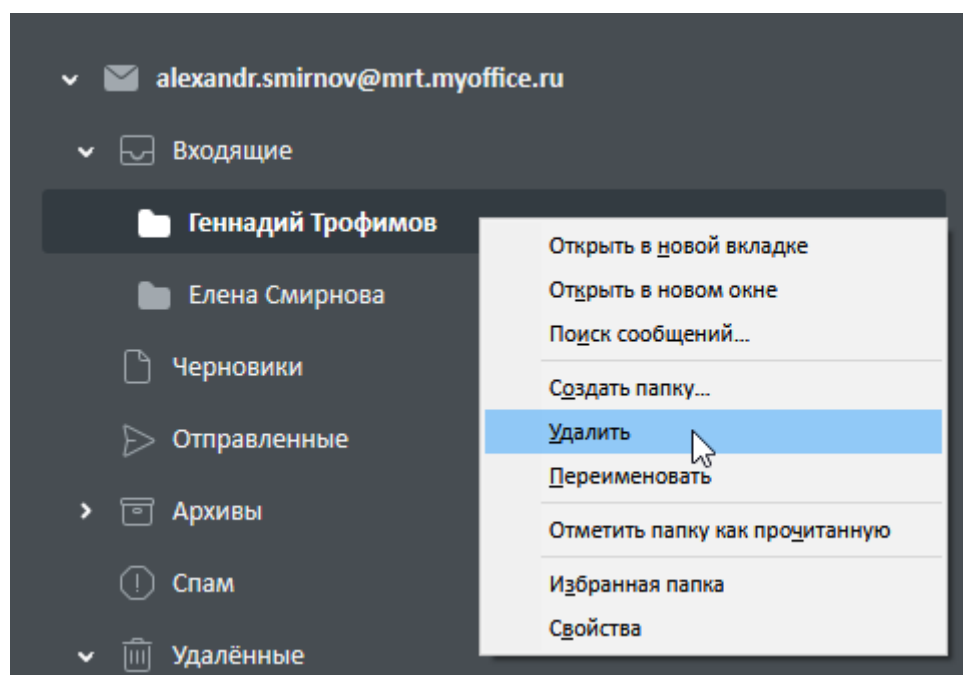 alexandr.smirnov@mrt.myoffice.ru
Входящие
Геннадий Трофимов
Елена Смирнова
Черновики
Отправленные
Архивы
Спам
Удалённые
Открыть в новой вкладке
Открыть в новом окне
Поиск сообщений...
Создать папку...
Удалить
Переименовать
Отметить папку как прочитанную
Избранная папка
Свойства